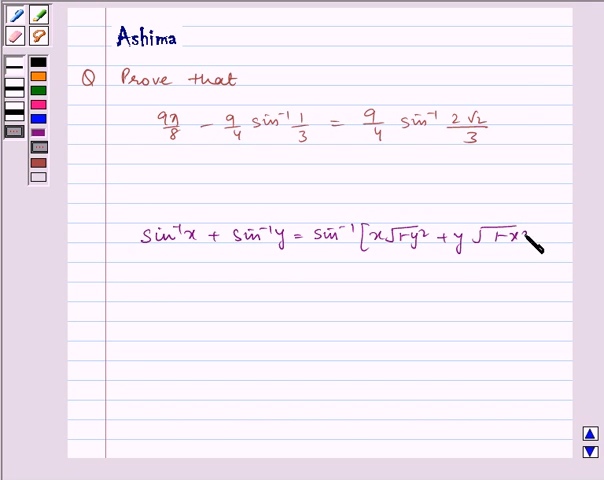 Ashima
Q Prove that
9π/8 - 9/4 sin⁻¹ 1/3 = 9/4 sin⁻¹ 2√2/3
sin⁻¹x + sin⁻¹y = sin⁻¹ [x√1-y² + y √1-x²